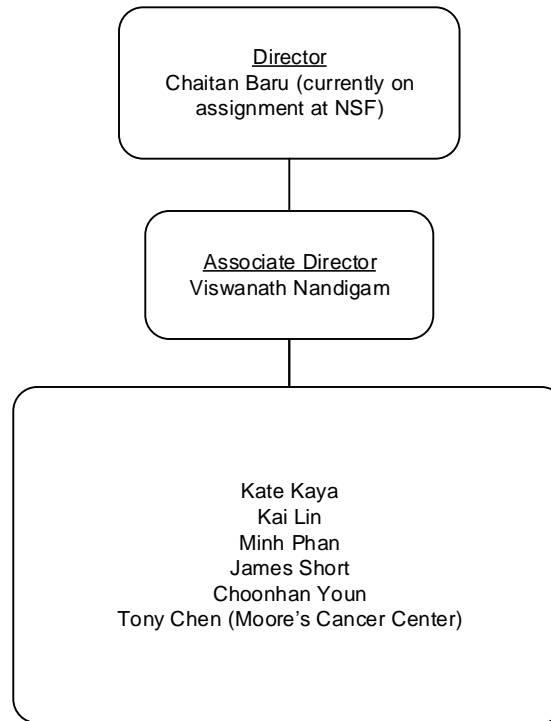 Director
Chaitan Baru (currently on
assignment at NSF)
Associate Director
Viswanath Nandigam
Kate Kaya
Kai Lin
Minh Phan
James Short
Choonhan Youn
Tony Chen (Moore’s Cancer Center)